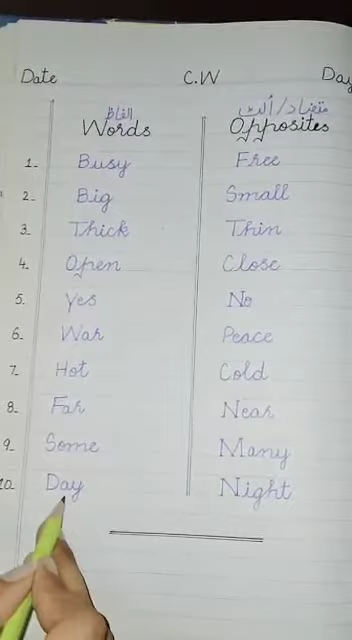 Date C.W Day
الفاظ متضاد/ألٹ
Words Opposites
1. Busy Free
2. Big Small
3. Thick Thin
4. Open Close
5. Yes No
6. War Peace
7. Hot Cold
8. Far Near
9. Some Many
10. Day Night